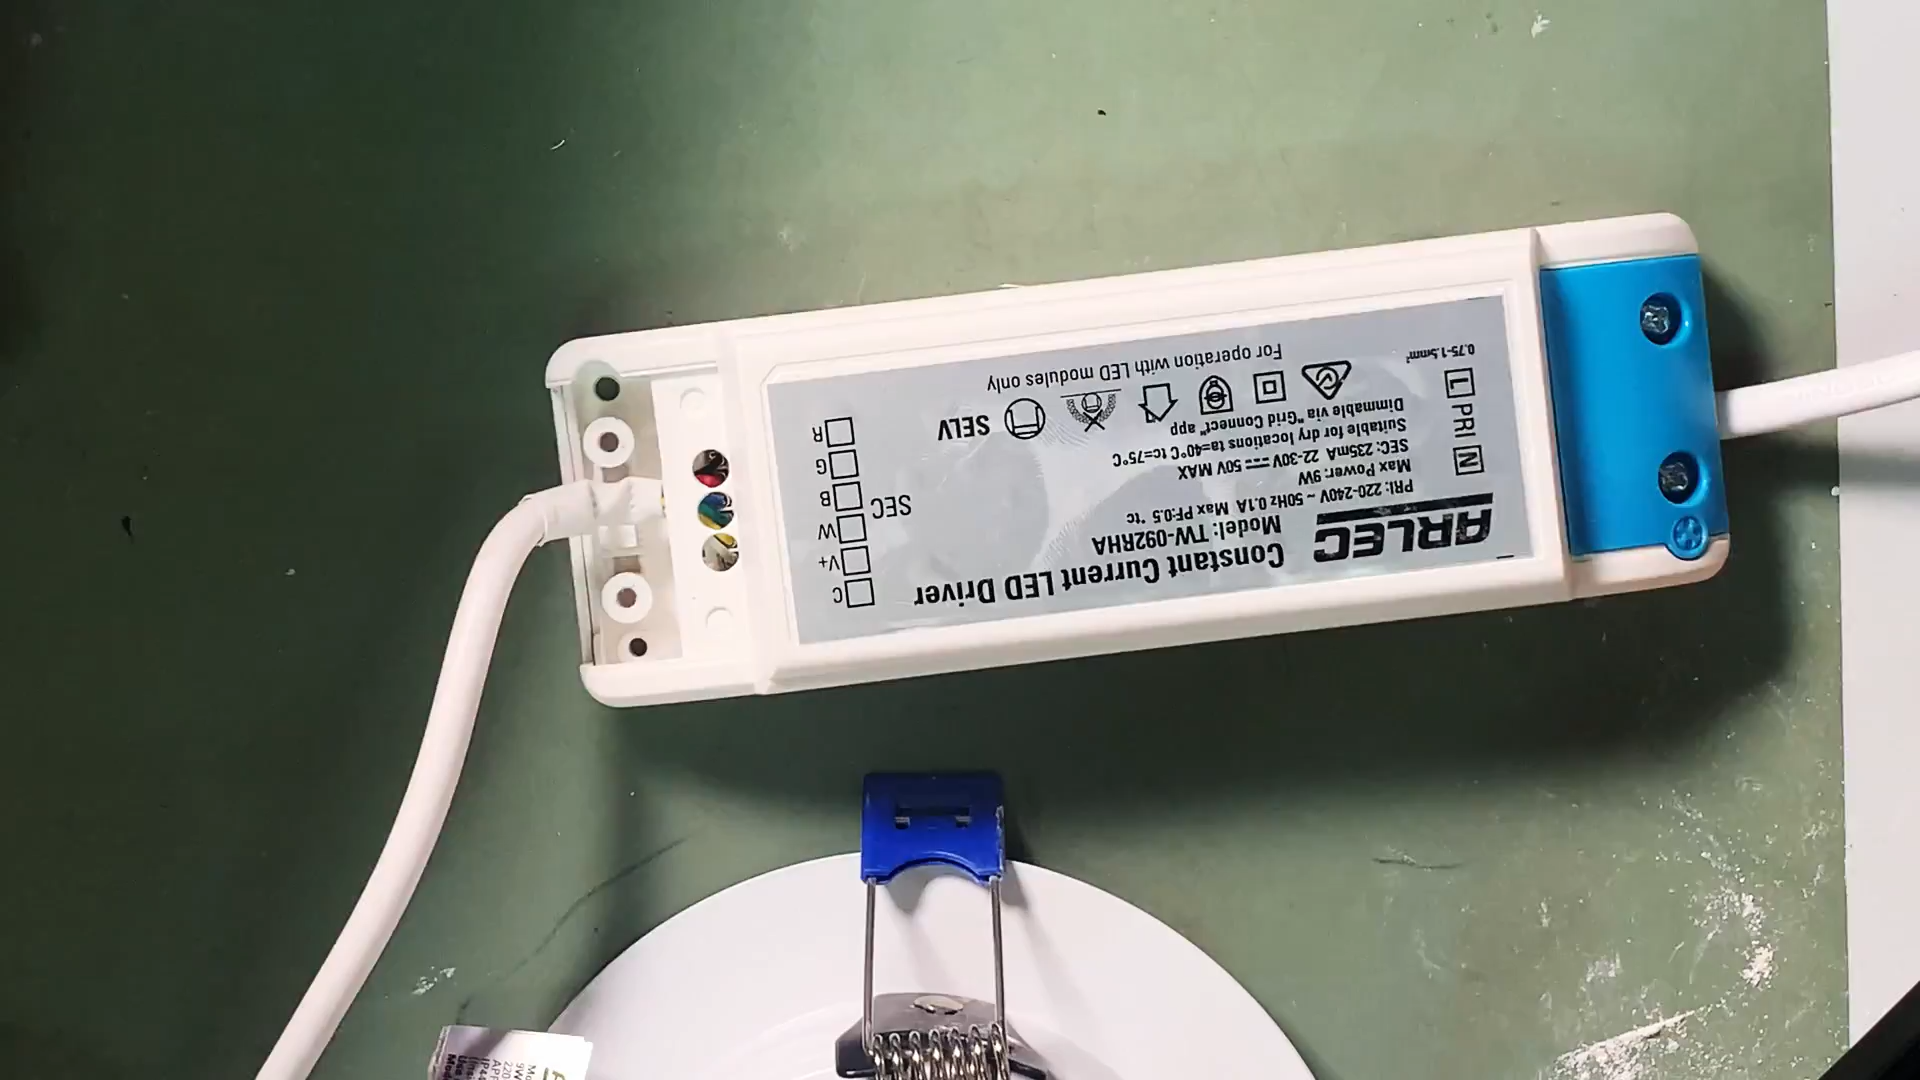 ARLEC
Constant Current LED Driver
Model: TW-092RHA
PRI: 220-240V ~ 50HZ 0.1A Max PF:0.5 °tc
Max Power: 9W
SEC: 235mA 22-30V ⎓ 50V MAX
Suitable for dry locations ta=40°C tc=75°C
Dimmable via "Grid Connect" app
SELV
For operation with LED modules only
N PRI L
0.75-1.5mm²
SEC
C
V+
W
B
G
R